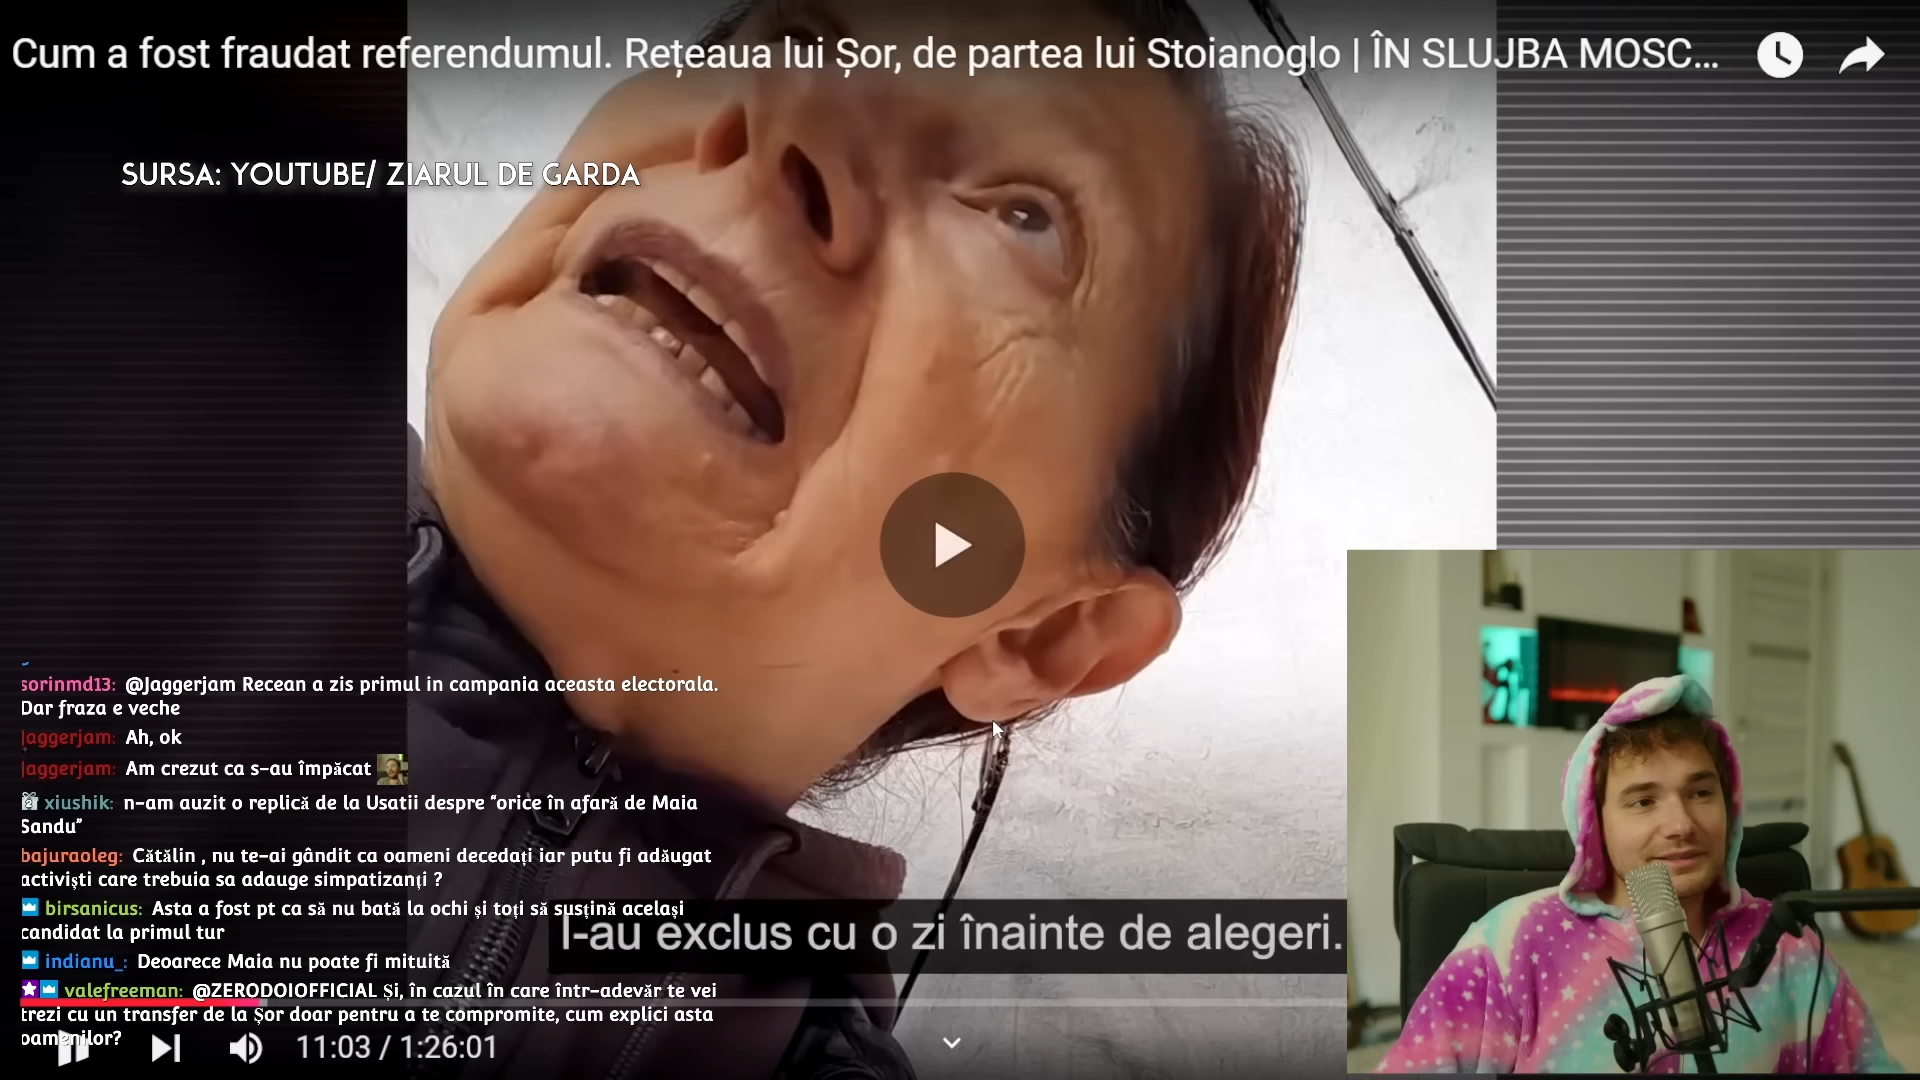 Cum a fost fraudat referendumul. Rețeaua lui Șor, de partea lui Stoianoglo | ÎN SLUJBA MOSC...
SURSA: YOUTUBE/ ZIARUL DE GARDA
sorinmd13: @Jaggerjam Recean a zis primul in campania aceasta electorala.
Dar fraza e veche
Jaggerjam: Ah, ok
Jaggerjam: Am crezut ca s-au împăcat
xiushik: n-am auzit o replică de la Usatii despre “orice în afară de Maia
Sandu”
bajuraoleg: Cătălin , nu te-ai gândit ca oameni decedați iar putu fi adăugat
activiști care trebuia sa adauge simpatizanți ?
birsanicus: Asta a fost pt ca să nu bată la ochi și toți să susțină același
candidat la primul tur
indianu_: Deoarece Maia nu poate fi mituită
valefreeman: @ZERODOIOFFICIAL Și, în cazul în care într-adevăr te vei
trezi cu un transfer de la Șor doar pentru a te compromite, cum explici asta
oamenilor?
I-au exclus cu o zi înainte de alegeri.
11:03 / 1:26:01